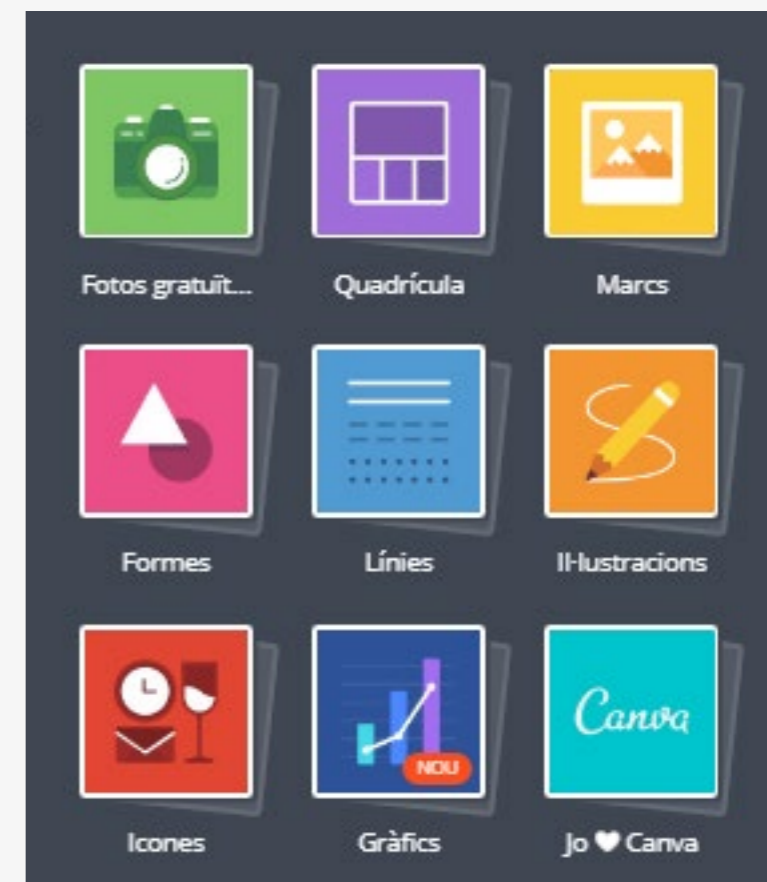 Fotos gratuït...
Quadrícula
Marcs
Formes
Línies
Il·lustracions
NOU
Canva
Icones
Gràfics
Jo ♥ Canva